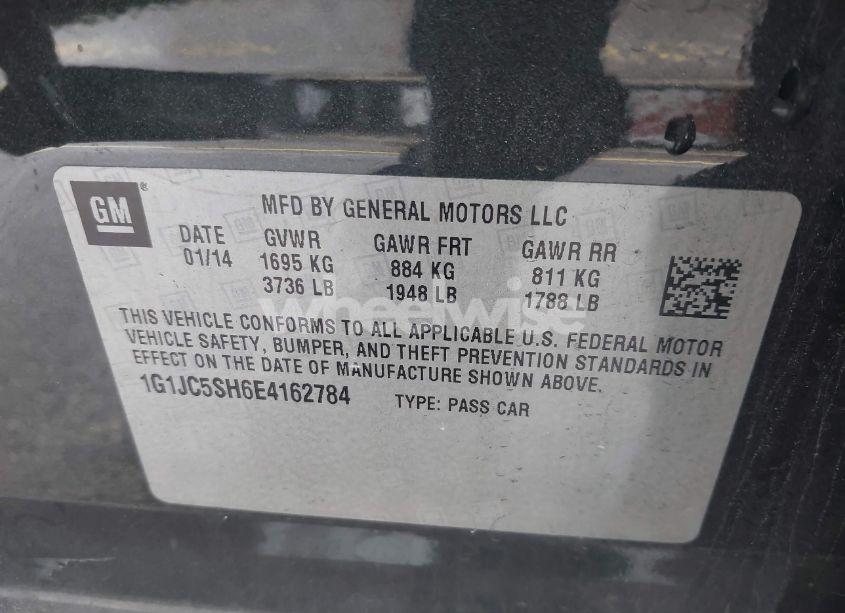 GM ®
MFD BY GENERAL MOTORS LLC
DATE GVWR GAWR FRT GAWR RR
01/14 1695 KG 884 KG 811 KG
3736 LB 1948 LB 1788 LB
wheelwise
THIS VEHICLE CONFORMS TO ALL APPLICABLE U.S. FEDERAL MOTOR
VEHICLE SAFETY, BUMPER, AND THEFT PREVENTION STANDARDS IN
EFFECT ON THE DATE OF MANUFACTURE SHOWN ABOVE.
1G1JC5SH6E4162784 TYPE: PASS CAR